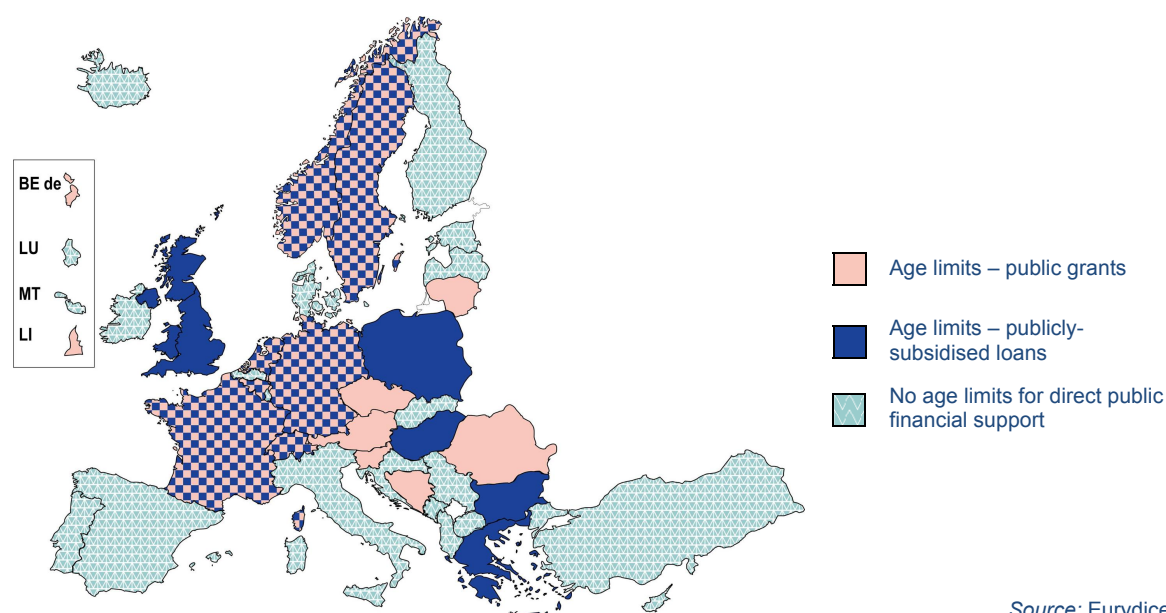 BE de
LU
MT
LI
Age limits – public grants
Age limits – publicly-
subsidised loans
No age limits for direct public
financial support
Source: Eurydice